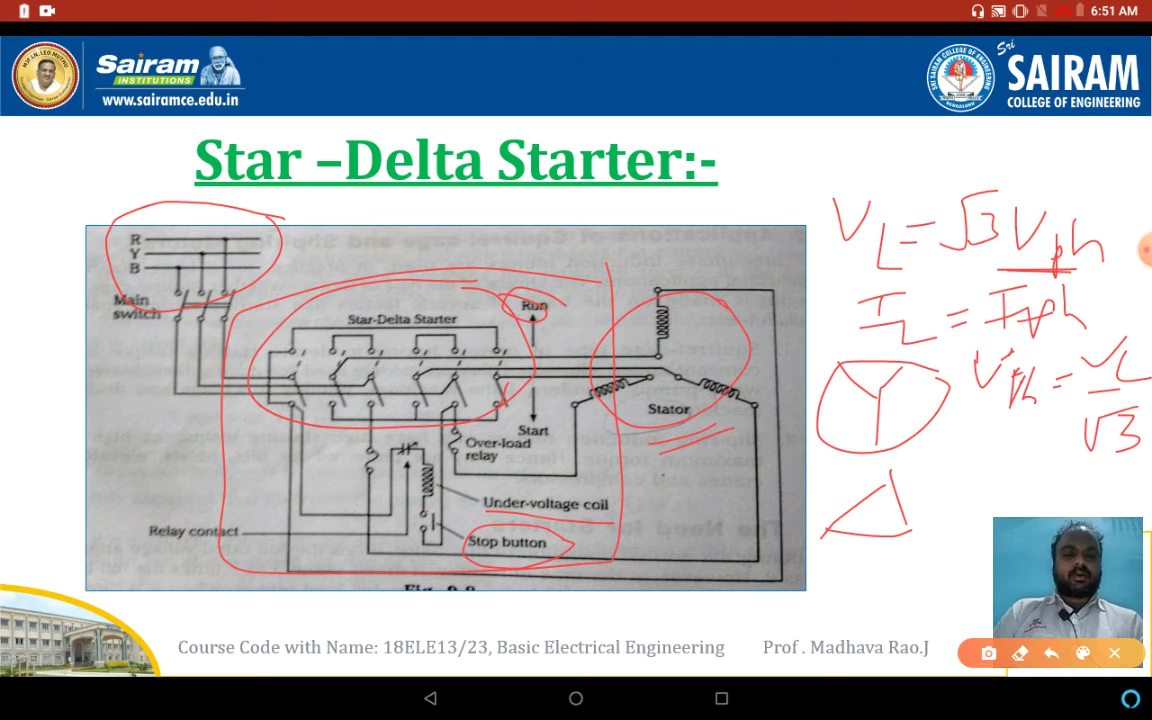 6:51 AM
Sairam
INSTITUTIONS
www.sairamce.edu.in
Sri
SAIRAM
COLLEGE OF ENGINEERING
Star –Delta Starter:-
R
Y
B
Main
switch
Star-Delta Starter
Run
Start
Stator
Over-load
relay
Under-voltage coil
Relay contact
Stop button
VL = √3 Vph
IL = Iph
Vph = VL
√3
Course Code with Name: 18ELE13/23, Basic Electrical Engineering
Prof . Madhava Rao.J